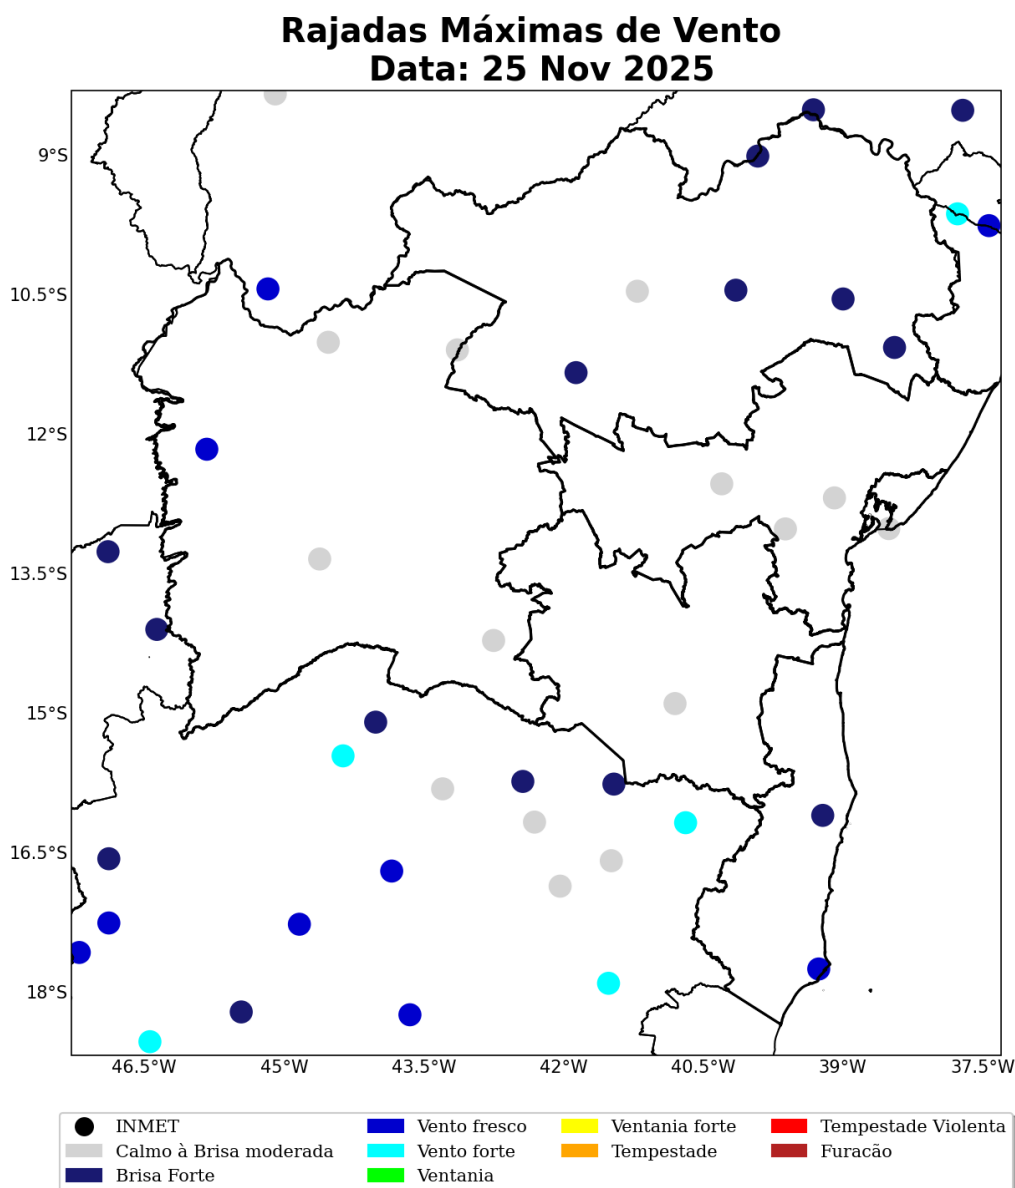 Rajadas Máximas de Vento
Data: 25 Nov 2025
9°S
10.5°S
12°S
13.5°S
15°S
16.5°S
18°S
46.5°W 45°W 43.5°W 42°W 40.5°W 39°W 37.5°W
INMET Vento fresco Ventania forte Tempestade Violenta
Calmo à Brisa moderada Vento forte Tempestade Furacão
Brisa Forte Ventania